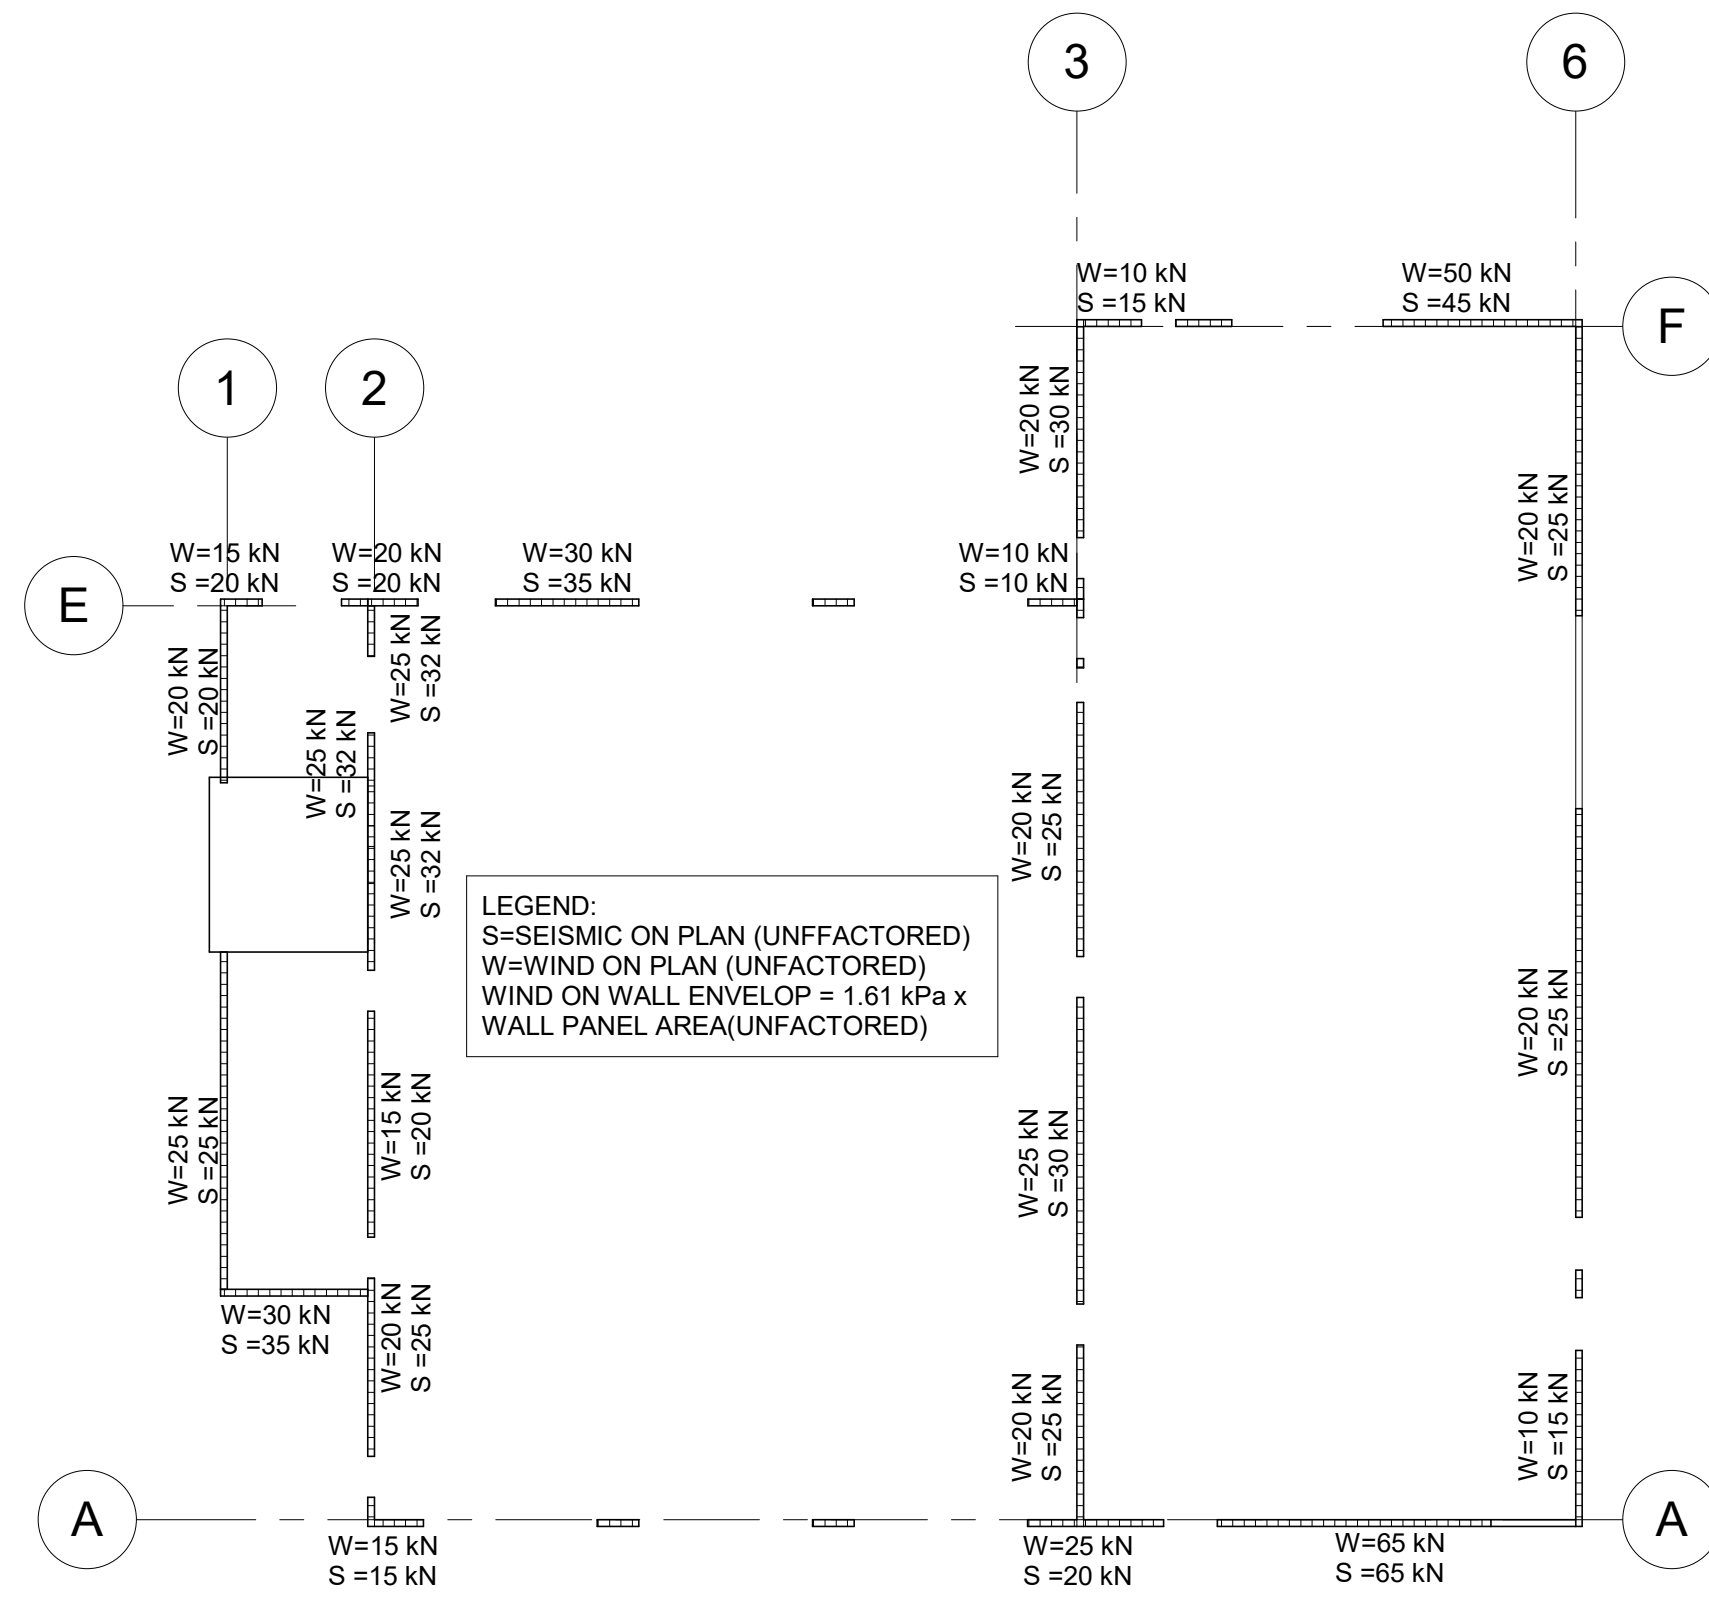 3
6
W=10 kN
S =15 kN
W=50 kN
S =45 kN
F
1
2
W=20 kN
S =30 kN
W=20 kN
S =25 kN
W=15 kN
S =20 kN
W=20 kN
S =20 kN
W=30 kN
S =35 kN
W=10 kN
S =10 kN
E
W=20 kN
S =20 kN
W=25 kN
S =32 kN
W=25 kN
S =32 kN
W=25 kN
S =32 kN
W=20 kN
S =25 kN
LEGEND:
S=SEISMIC ON PLAN (UNFFACTORED)
W=WIND ON PLAN (UNFACTORED)
WIND ON WALL ENVELOP = 1.61 kPa x
WALL PANEL AREA(UNFACTORED)
W=20 kN
S =25 kN
W=25 kN
S =25 kN
W=15 kN
S =20 kN
W=25 kN
S =30 kN
W=30 kN
S =35 kN
W=20 kN
S =25 kN
W=20 kN
S =25 kN
W=10 kN
S =15 kN
A
A
W=15 kN
S =15 kN
W=25 kN
S =20 kN
W=65 kN
S =65 kN